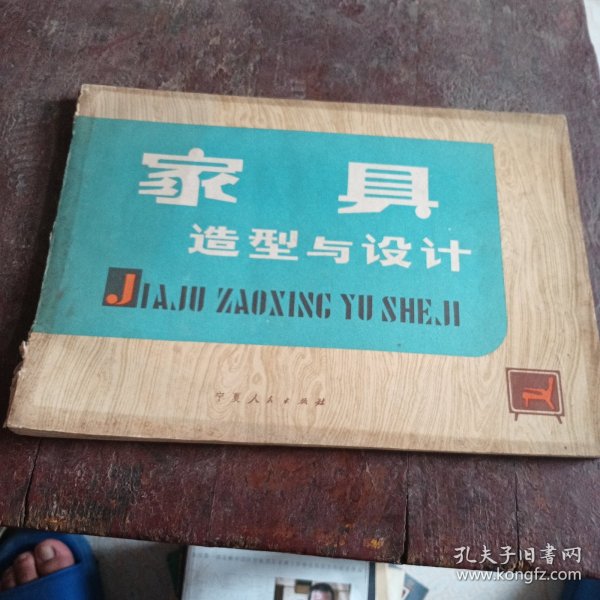 家具
造型与设计
JIAJU ZAOXING YU SHEJI
宁夏人民出版社
孔夫子旧书网
www.kongfz.com